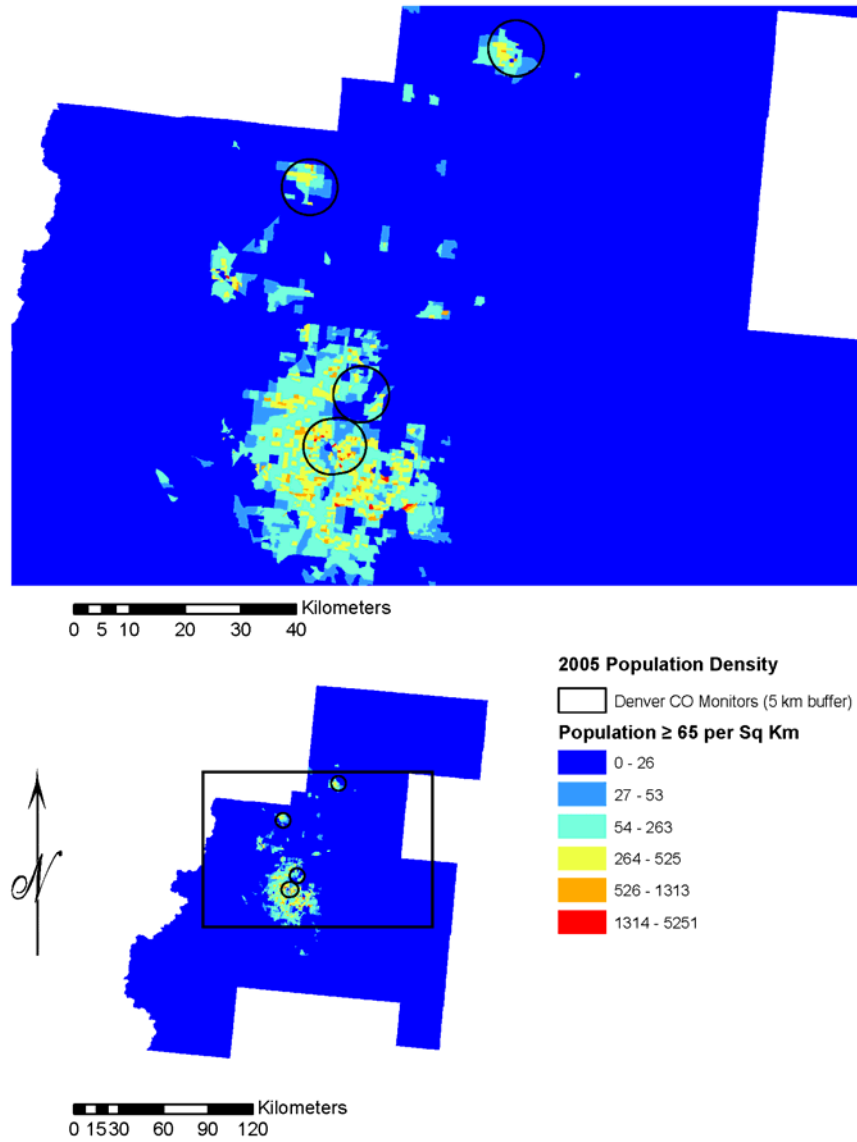 Kilometers
0 5 10 20 30 40
2005 Population Density
Denver CO Monitors (5 km buffer)
Population ≥ 65 per Sq Km
0 - 26
27 - 53
54 - 263
264 - 525
526 - 1313
1314 - 5251
N
Kilometers
0 15 30 60 90 120